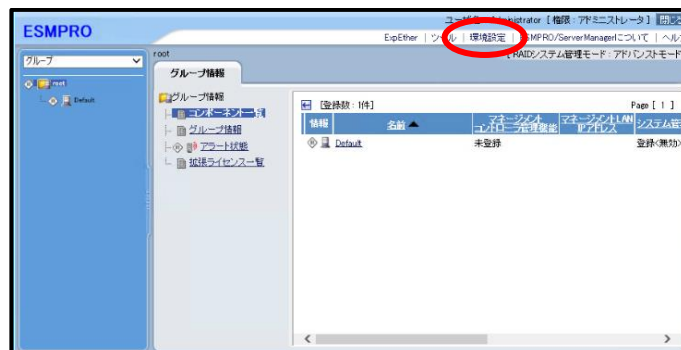 ユーザ名 : Administrator [権限 : アドミニストレータ]
ESMPRO
ExpEther | ツール | 環境設定 | ESMPRO/ServerManagerについて | ヘル
[RAIDシステム管理モード : アドバンストモード
グループ
root
グループ情報
root
Default
グループ情報
コンポーネント一覧
グループ情報
アラート状態
拡張ライセンス一覧
[登録数 : 1件]
Page [ 1 ]
情報
名前▲
マネージメント
コントローラ管理機能
マネージメントLAN
IPアドレス
システム管
Default
未登録
登録<無効>